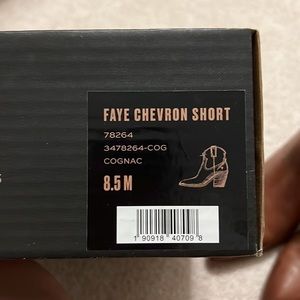 FAYE CHEVRON SHORT
78264
3478264-COG
COGNAC
8.5 M
1 90918 40709 8